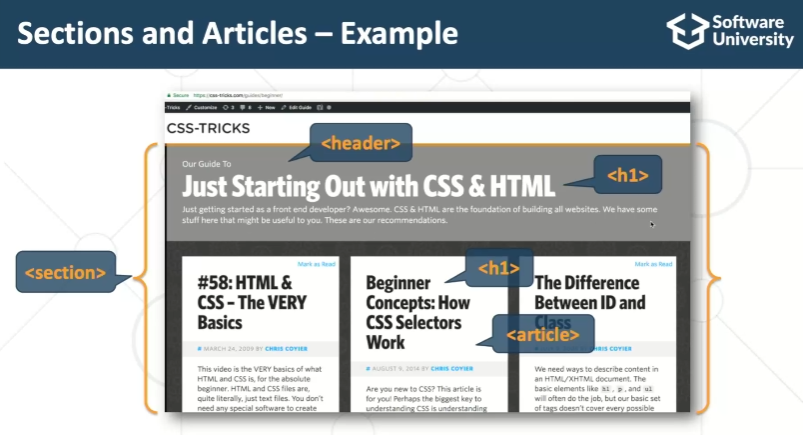 Sections and Articles – Example
Software
University
Secure https://css-tricks.com/guides/beginner/
-Tricks Customize 3 6 + New Edit Guide
CSS-TRICKS
<header>
Our Guide To
Just Starting Out with CSS & HTML
<h1>
Just getting started as a front end developer? Awesome. CSS & HTML are the foundation of building all websites. We have some
stuff here that might be useful to you. These are our recommendations.
<section>
Mark as Read
#58: HTML &
CSS – The VERY
Basics
# MARCH 24, 2009 BY CHRIS COYIER
This video is the VERY basics of what
HTML and CSS is, for the absolute
beginner. HTML and CSS files are,
quite literally, just text files. You don't
need any special software to create
<h1>
Beginner
Concepts: How
CSS Selectors
Work
<article>
# AUGUST 9, 2014 BY CHRIS COYIER
Are you new to CSS? This article is
for you! Perhaps the biggest key to
understanding CSS is understanding
Mark as Read
The Difference
Between ID and
Class
CHRIS COYIER
We need ways to describe content in
an HTML/XHTML document. The
basic elements like h1, p, and ul
will often do the job, but our basic set
of tags doesn't cover every possible